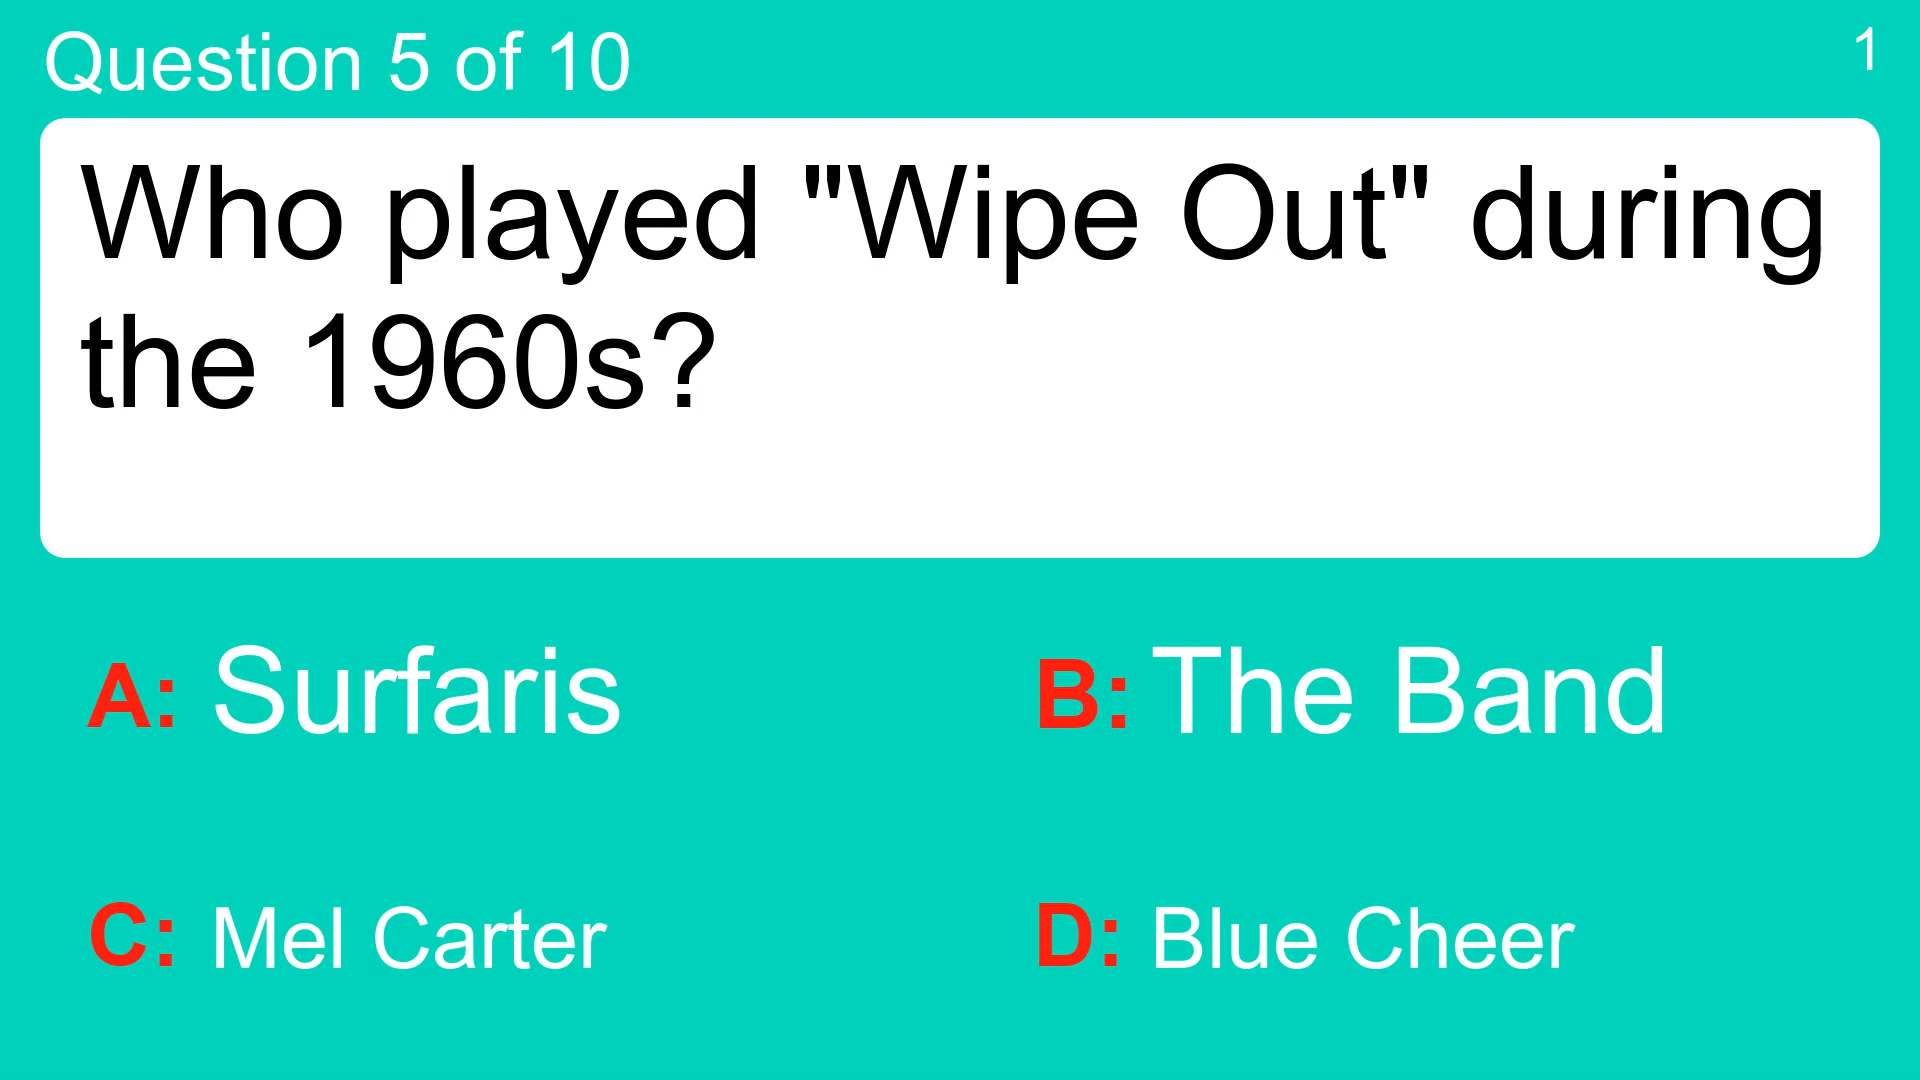 Question 5 of 10
1
Who played "Wipe Out" during
the 1960s?
A: Surfaris
B: The Band
C: Mel Carter
D: Blue Cheer